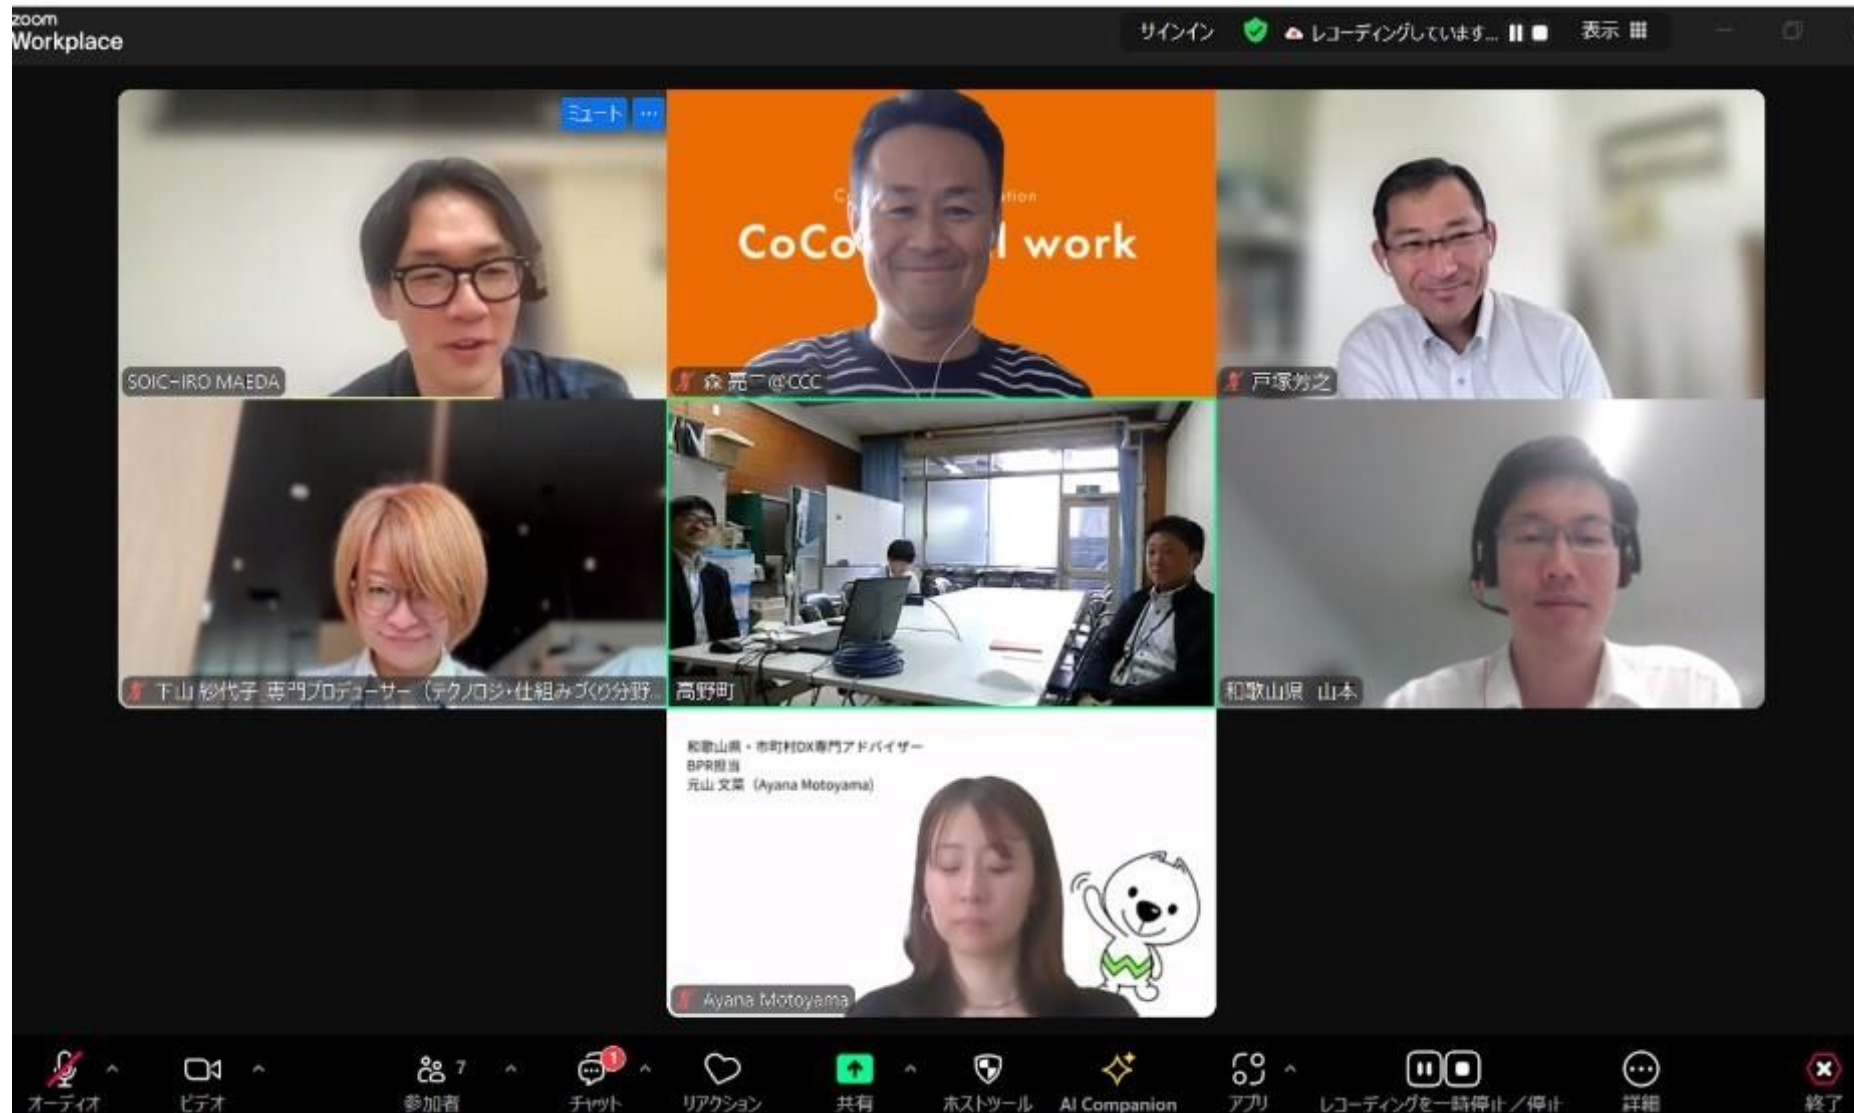 zoom
Workplace
サインイン
レコーディングしています...
表示
ミュート ...
SOICHIRO MAEDA
CoCo
work
森 亮二@CCC
戸塚芳之
下山 紗代子_専門プロデューサー（テクノロジ・仕組みづくり分野...
高野町
和歌山県 山本
和歌山県・市町村DX専門アドバイザー
BPR担当
元山 文菜（Ayana Motoyama)
Ayana Motoyama
7
1
オーディオ
ビデオ
参加者
チャット
リアクション
共有
ホストツール
AI Companion
アプリ
レコーディングを一時停止／停止
詳細
終了